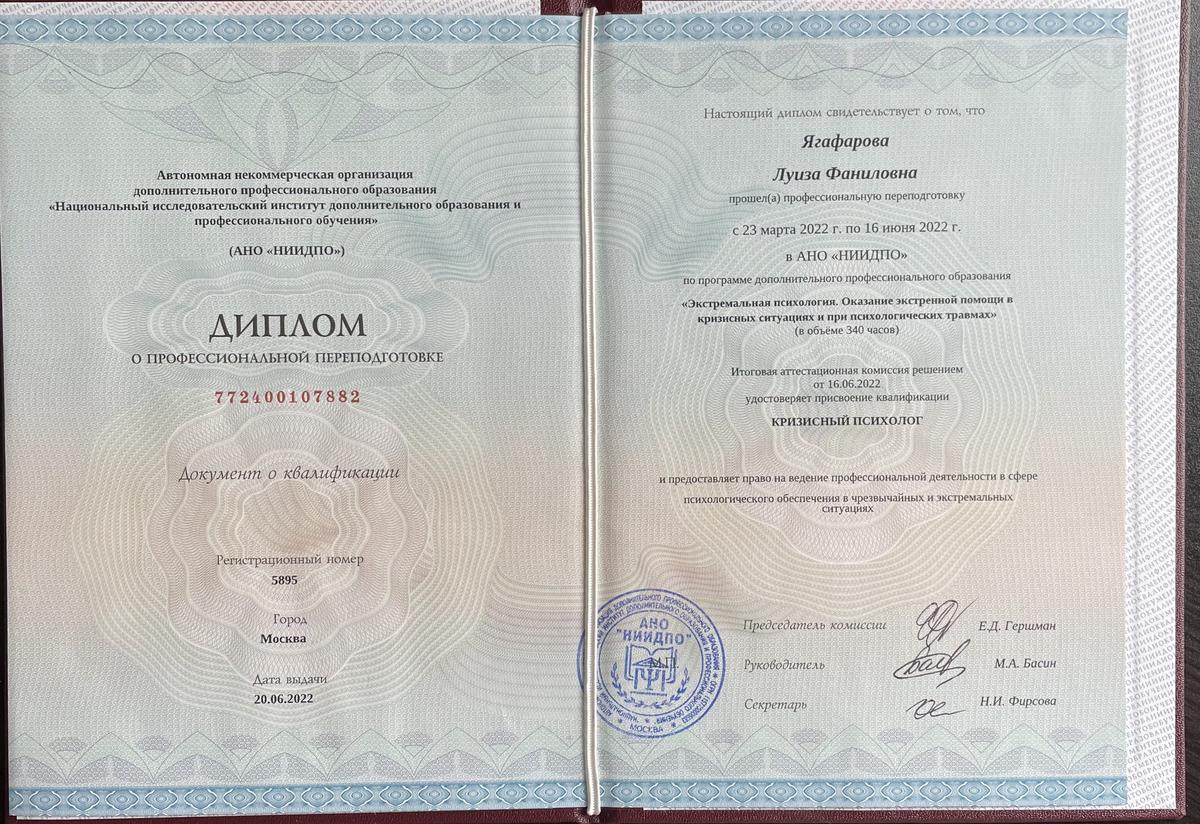 Автономная некоммерческая организация
дополнительного профессионального образования
«Национальный исследовательский институт дополнительного образования и
профессионального обучения»
(АНО «НИИДПО»)
ДИПЛОМ
О ПРОФЕССИОНАЛЬНОЙ ПЕРЕПОДГОТОВКЕ
772400107882
Документ о квалификации
Регистрационный номер
5895
Город
Москва
Дата выдачи
20.06.2022
Настоящий диплом свидетельствует о том, что
Ягафарова
Луиза Фаниловна
прошел(а) профессиональную переподготовку
с 23 марта 2022 г. по 16 июня 2022 г.
в АНО «НИИДПО»
по программе дополнительного профессионального образования
«Экстремальная психология. Оказание экстренной помощи в
кризисных ситуациях и при психологических травмах»
(в объёме 340 часов)
Итоговая аттестационная комиссия решением
от 16.06.2022
удостоверяет присвоение квалификации
КРИЗИСНЫЙ ПСИХОЛОГ
и предоставляет право на ведение профессиональной деятельности в сфере
психологического обеспечения в чрезвычайных и экстремальных
ситуациях
АНО
"НИИДПО"
М.П.
МОСКВА
Председатель комиссии Е.Д. Гершман
Руководитель М.А. Басин
Секретарь Н.И. Фирсова